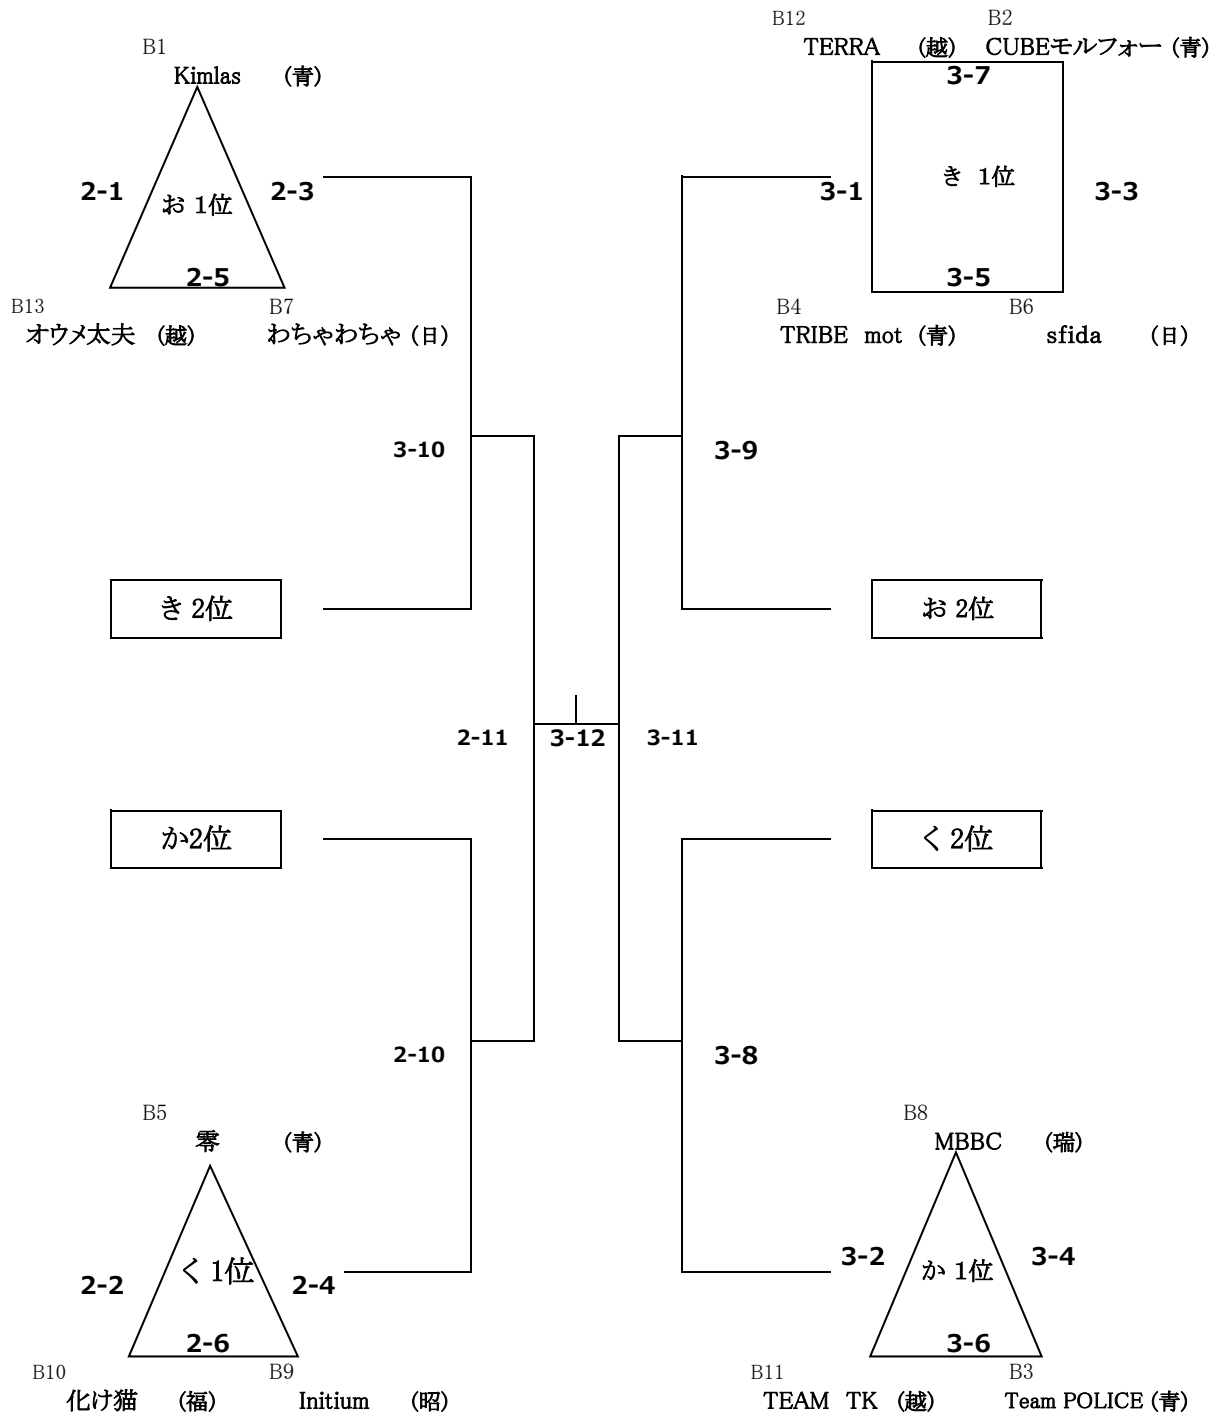 B12 B2
TERRA (越) CUBEモルフォー (青)
B1
Kimlas (青)
3-7
2-1 お 1位 2-3
3-1 き 1位 3-3
2-5
3-5
B13 B7
B4 B6
オウメ太夫 (越) わちゃわちゃ (日)
TRIBE mot (青) sfida (日)
3-10 3-9
き 2位 お 2位
2-11 3-12 3-11
か2位 く 2位
2-10 3-8
B5 B8
零 (青) MBBC (瑞)
2-2 く 1位 2-4
3-2 か 1位 3-4
2-6 3-6
B10 B9 B11 B3
化け猫 (福) Initium (昭) TEAM TK (越) Team POLICE (青)